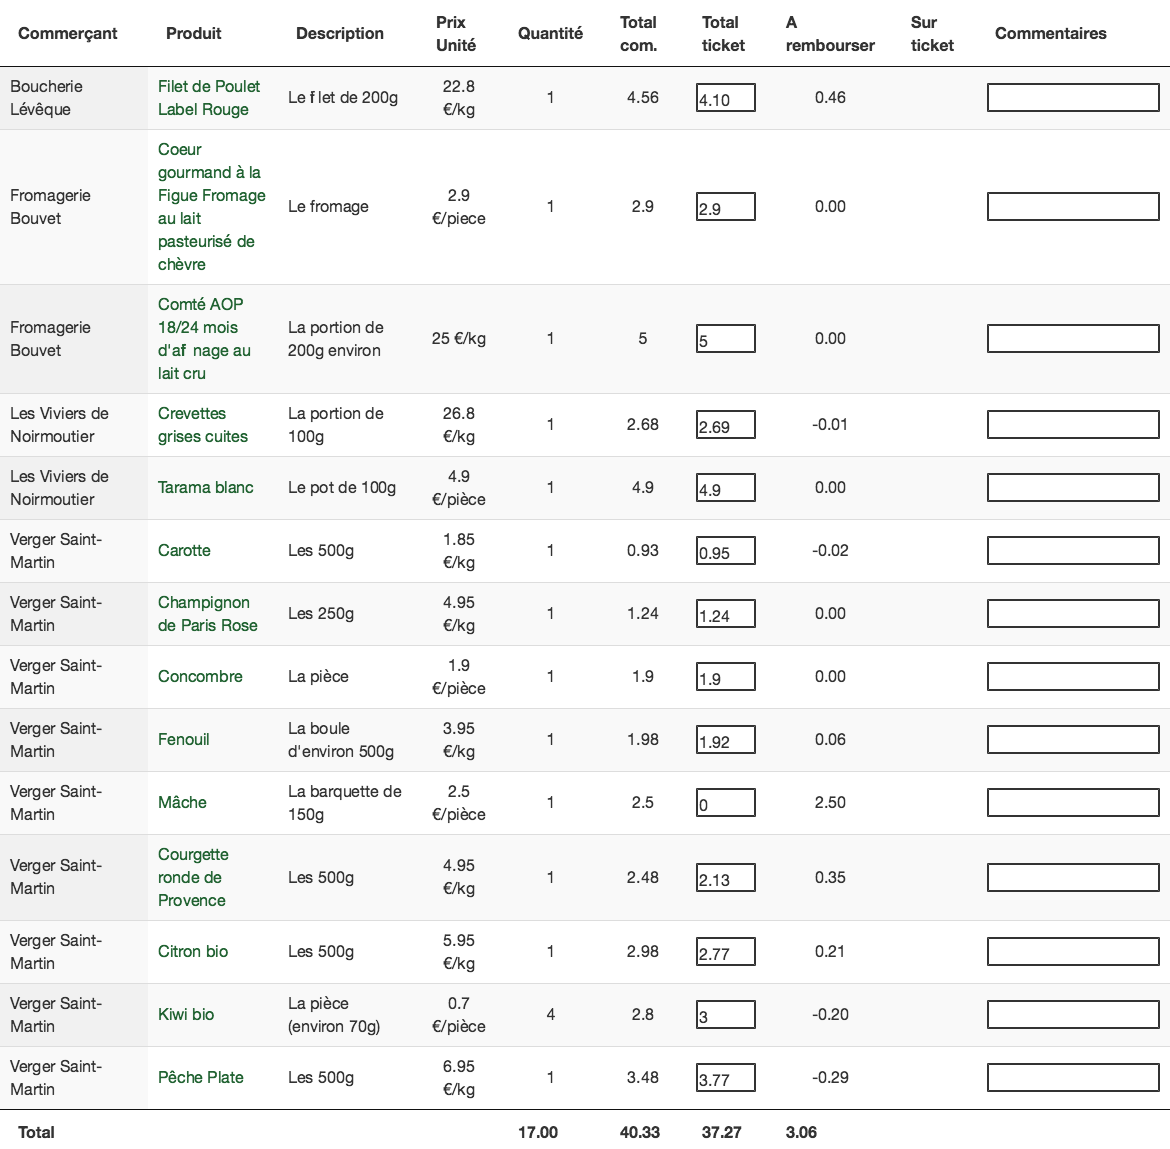 Commerçant Produit Description Prix Unité Quantité Total com. Total ticket A rembourser Sur ticket Commentaires
Boucherie Lévêque Filet de Poulet Label Rouge Le f let de 200g 22.8 €/kg 1 4.56 4.10 0.46
Fromagerie Bouvet Coeur gourmand à la Figue Fromage au lait pasteurisé de chèvre Le fromage 2.9 €/piece 1 2.9 2.9 0.00
Fromagerie Bouvet Comté AOP 18/24 mois d'af nage au lait cru La portion de 200g environ 25 €/kg 1 5 5 0.00
Les Viviers de Noirmoutier Crevettes grises cuites La portion de 100g 26.8 €/kg 1 2.68 2.69 -0.01
Les Viviers de Noirmoutier Tarama blanc Le pot de 100g 4.9 €/pièce 1 4.9 4.9 0.00
Verger Saint-Martin Carotte Les 500g 1.85 €/kg 1 0.93 0.95 -0.02
Verger Saint-Martin Champignon de Paris Rose Les 250g 4.95 €/kg 1 1.24 1.24 0.00
Verger Saint-Martin Concombre La pièce 1.9 €/pièce 1 1.9 1.9 0.00
Verger Saint-Martin Fenouil La boule d'environ 500g 3.95 €/kg 1 1.98 1.92 0.06
Verger Saint-Martin Mâche La barquette de 150g 2.5 €/pièce 1 2.5 0 2.50
Verger Saint-Martin Courgette ronde de Provence Les 500g 4.95 €/kg 1 2.48 2.13 0.35
Verger Saint-Martin Citron bio Les 500g 5.95 €/kg 1 2.98 2.77 0.21
Verger Saint-Martin Kiwi bio La pièce (environ 70g) 0.7 €/pièce 4 2.8 3 -0.20
Verger Saint-Martin Pêche Plate Les 500g 6.95 €/kg 1 3.48 3.77 -0.29
Total 17.00 40.33 37.27 3.06